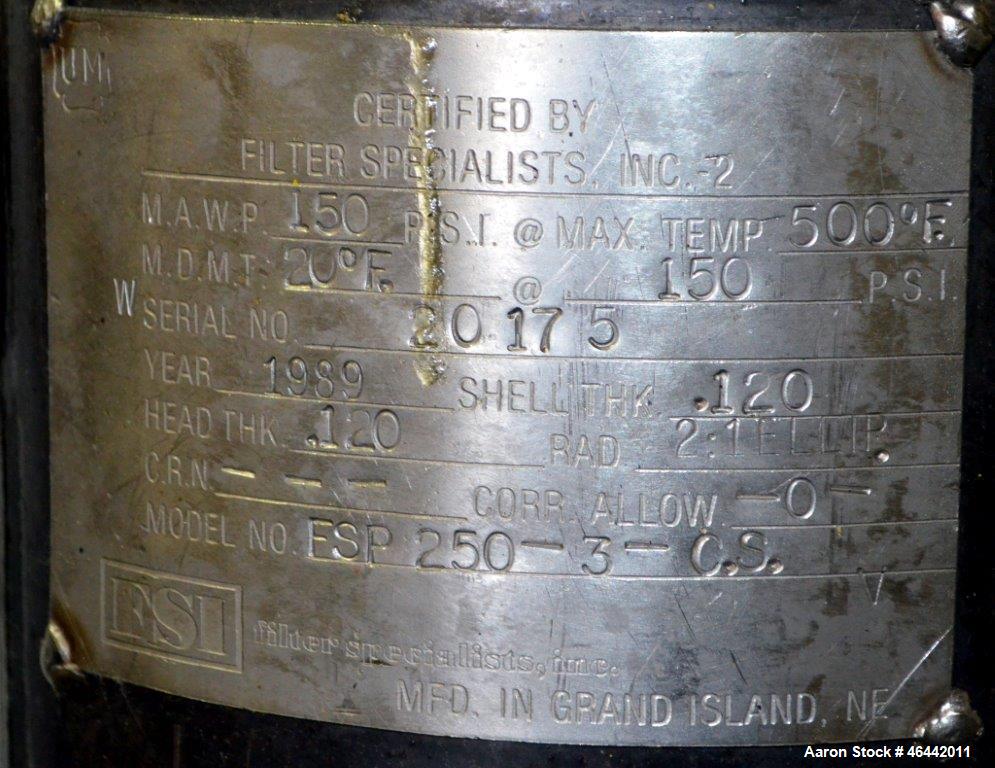 UM
CERTIFIED BY
FILTER SPECIALISTS, INC.-2
M.A.W.P. 150 P.S.I. @ MAX. TEMP 500°F.
M.D.M.T. 20°F. @ 150 P.S.I.
W SERIAL NO. 20175
YEAR 1989 SHELL THK. .120
HEAD THK. .120 RAD 2:1 ELLIP.
C.R.N. – – – CORR. ALLOW. –0–
MODEL NO. FSP 250–3–C.S.
FSI filter specialists, inc.
MFD. IN GRAND ISLAND, NE
Aaron Stock # 46442011